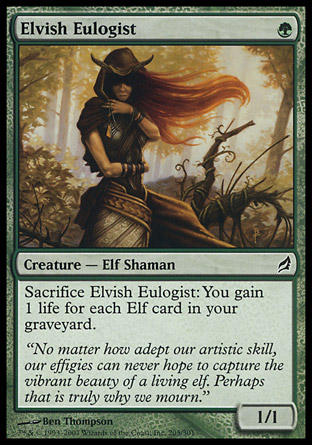 Elvish Eulogist
Creature — Elf Shaman
Sacrifice Elvish Eulogist: You gain
1 life for each Elf card in your
graveyard.
“No matter how adept our artistic skill,
our effigies can never hope to capture the
vibrant beauty of a living elf. Perhaps
that is truly why we mourn.”
Ben Thompson
1/1